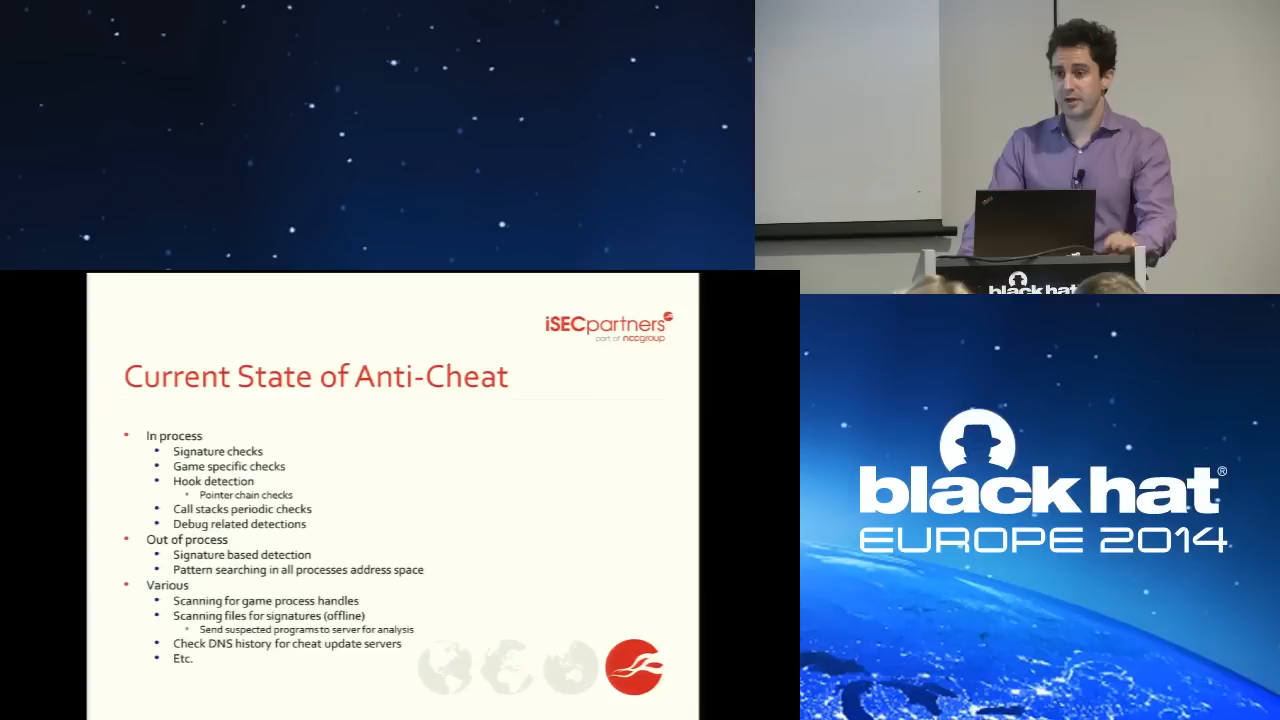 black hat
iSECpartners
part of nccgroup
Current State of Anti-Cheat
In process
Signature checks
Game specific checks
Hook detection
Pointer chain checks
Call stacks periodic checks
Debug related detections
Out of process
Signature based detection
Pattern searching in all processes address space
Various
Scanning for game process handles
Scanning files for signatures (offline)
Send suspected programs to server for analysis
Check DNS history for cheat update servers
Etc.
black hat®
EUROPE 2014